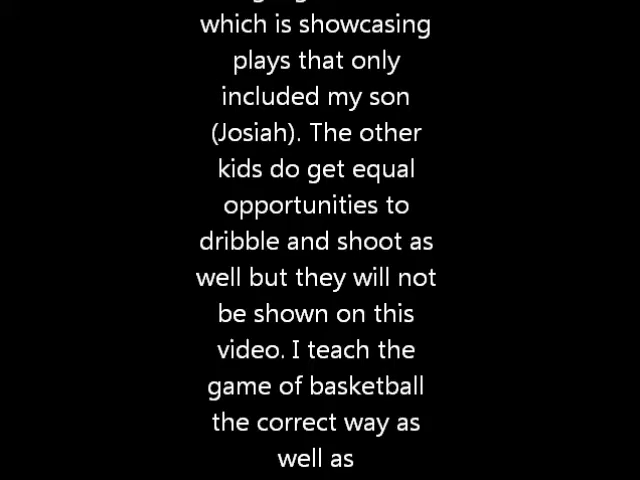 which is showcasing
plays that only
included my son
(Josiah). The other
kids do get equal
opportunities to
dribble and shoot as
well but they will not
be shown on this
video. I teach the
game of basketball
the correct way as
well as